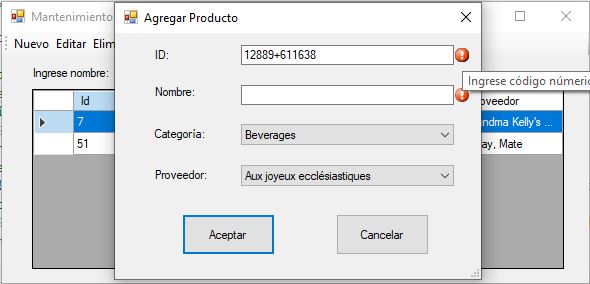 Mantenimiento
Agregar Producto
Nuevo Editar Elim
ID:
12889+611638
Ingrese código númeric
Ingrese nombre:
Nombre:
Id
oveedor
7
ndma Kelly's ...
51
ay, Mate
Categoría:
Beverages
Proveedor:
Aux joyeux ecclésiastiques
Aceptar
Cancelar